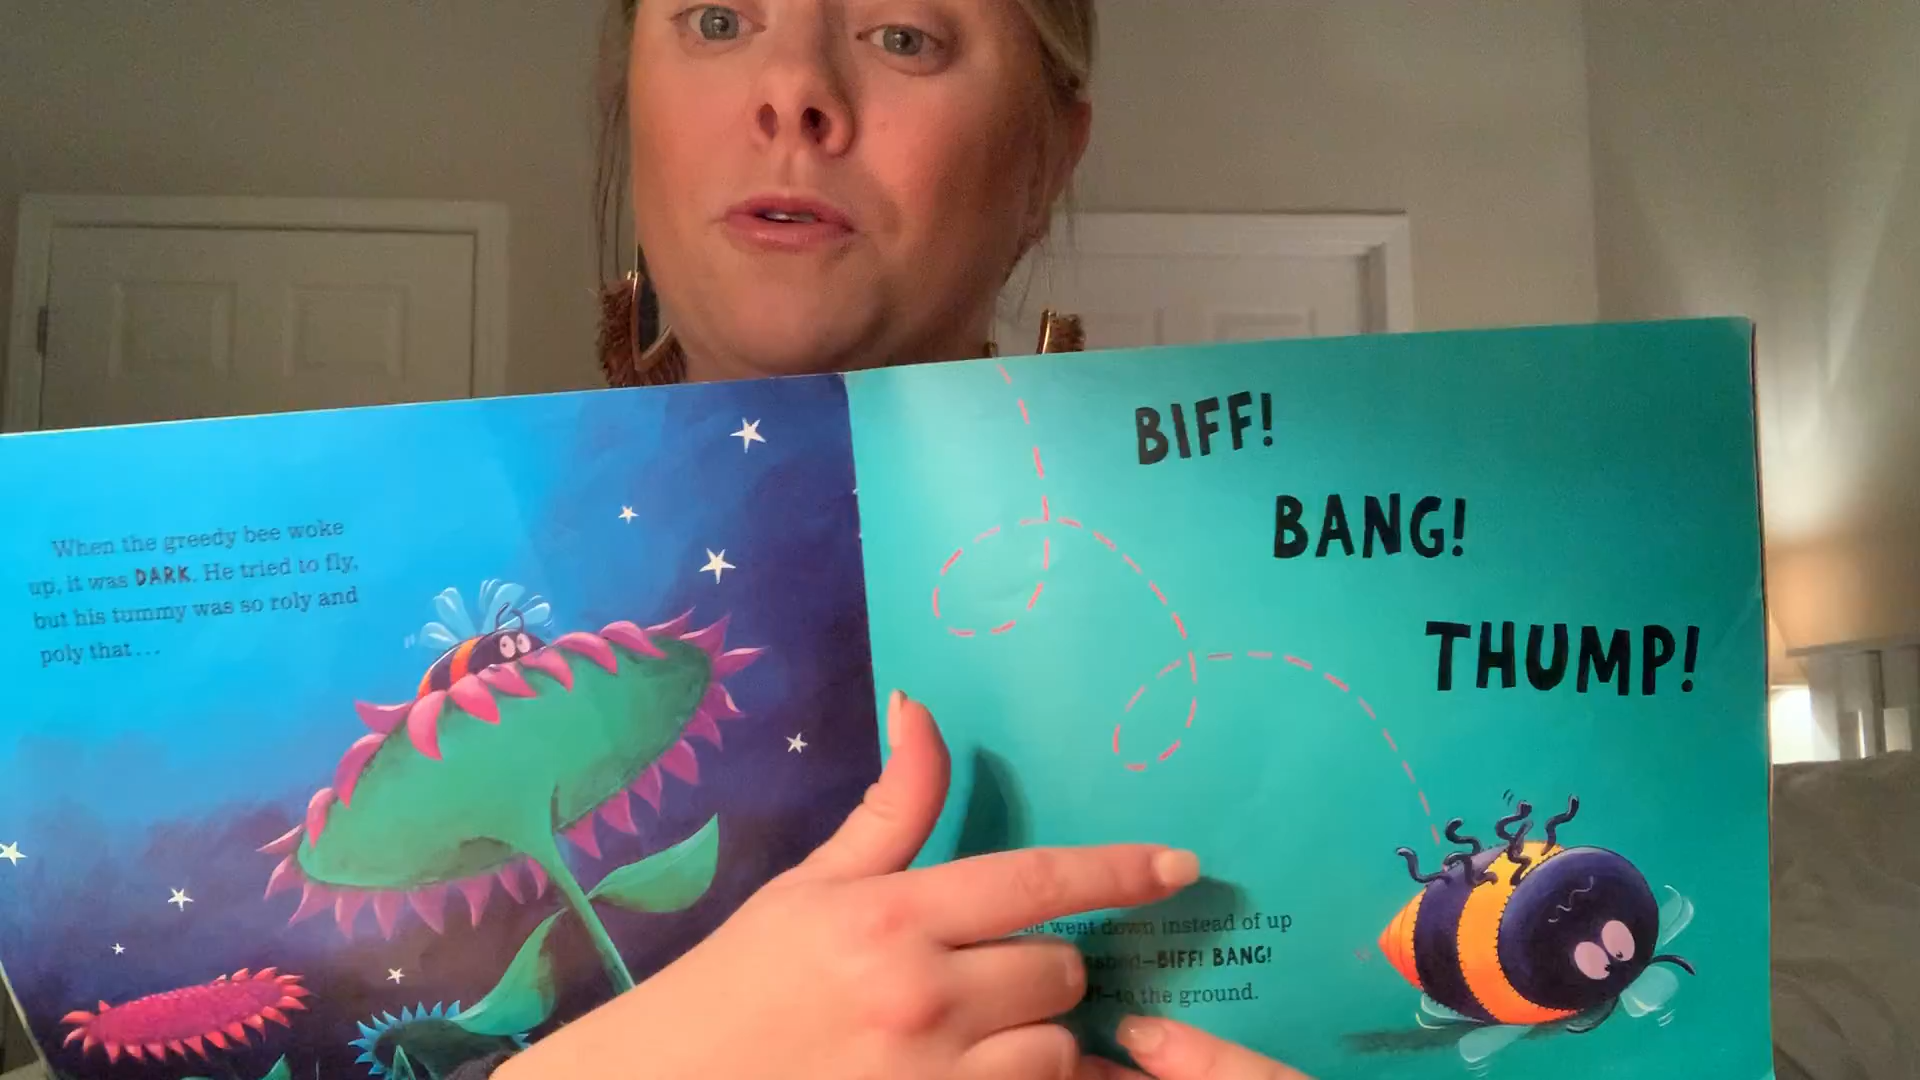 When the greedy bee woke
up, it was DARK. He tried to fly,
but his tummy was so roly and
poly that...
BIFF!
BANG!
THUMP!
he went down instead of up
BIFF! BANG!
to the ground.